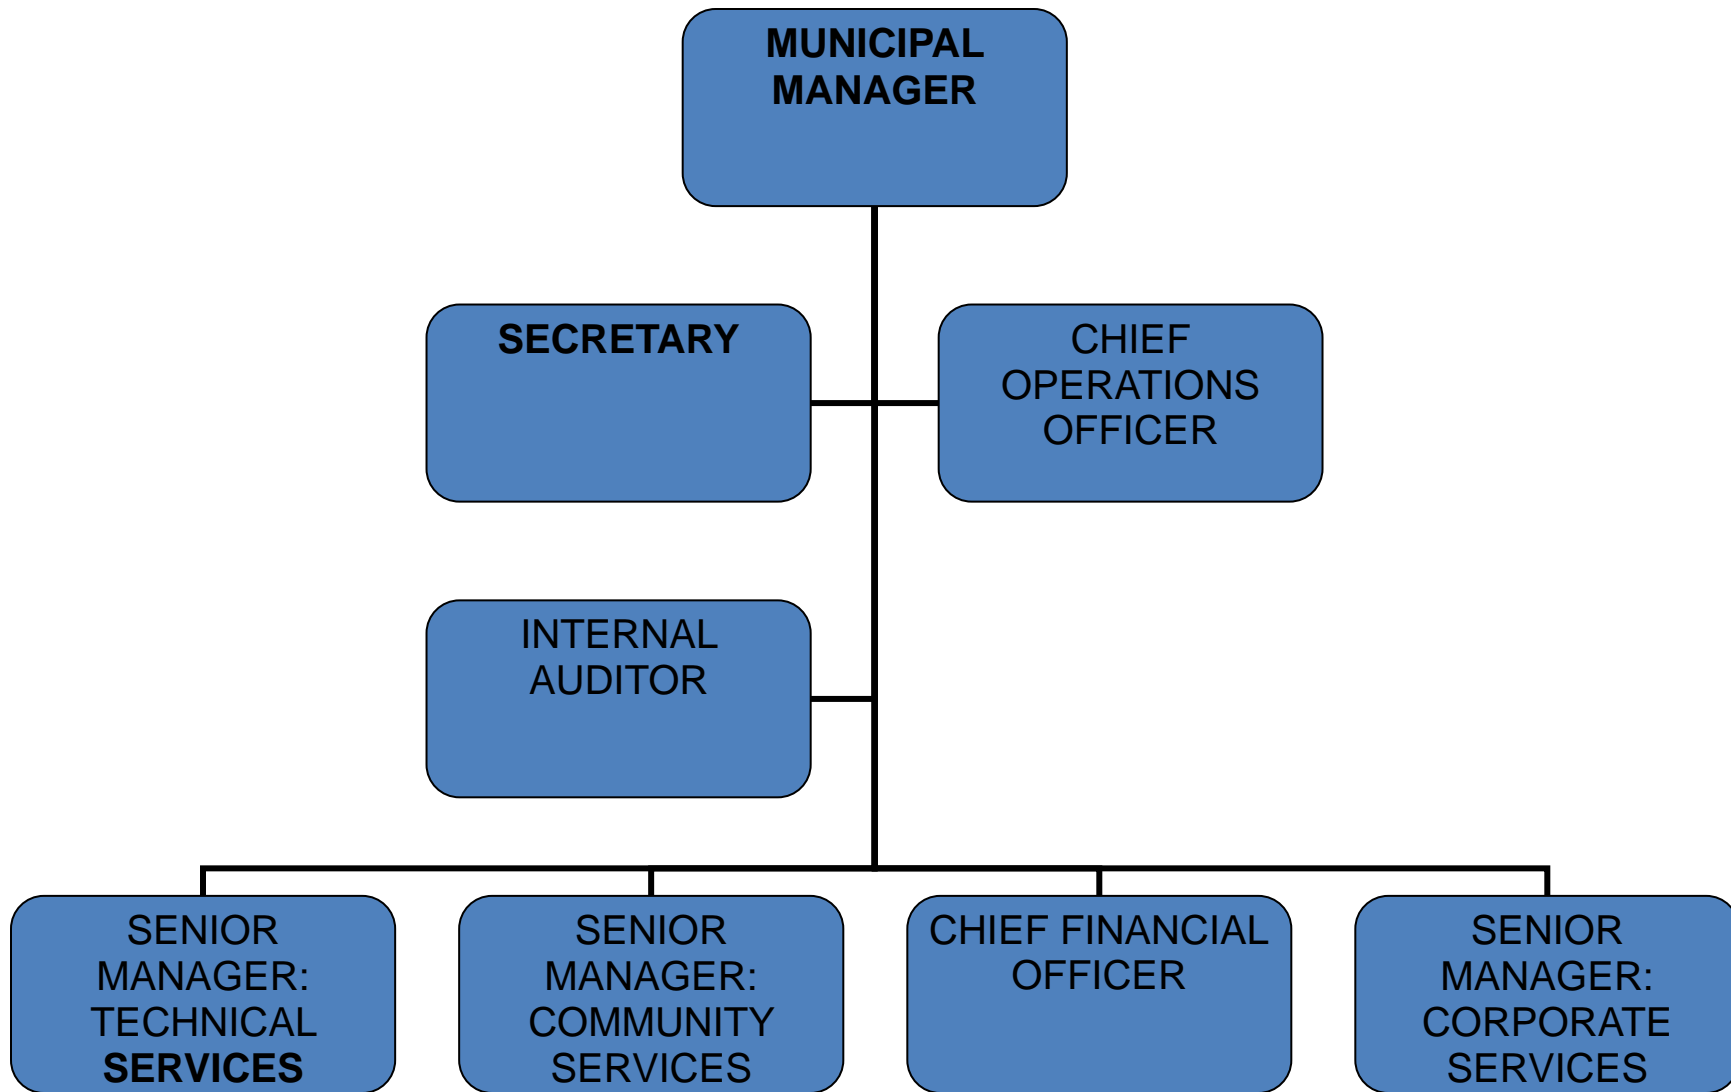 MUNICIPAL
MANAGER
SECRETARY
CHIEF
OPERATIONS
OFFICER
INTERNAL
AUDITOR
SENIOR
MANAGER:
TECHNICAL
SERVICES
SENIOR
MANAGER:
COMMUNITY
SERVICES
CHIEF FINANCIAL
OFFICER
SENIOR
MANAGER:
CORPORATE
SERVICES